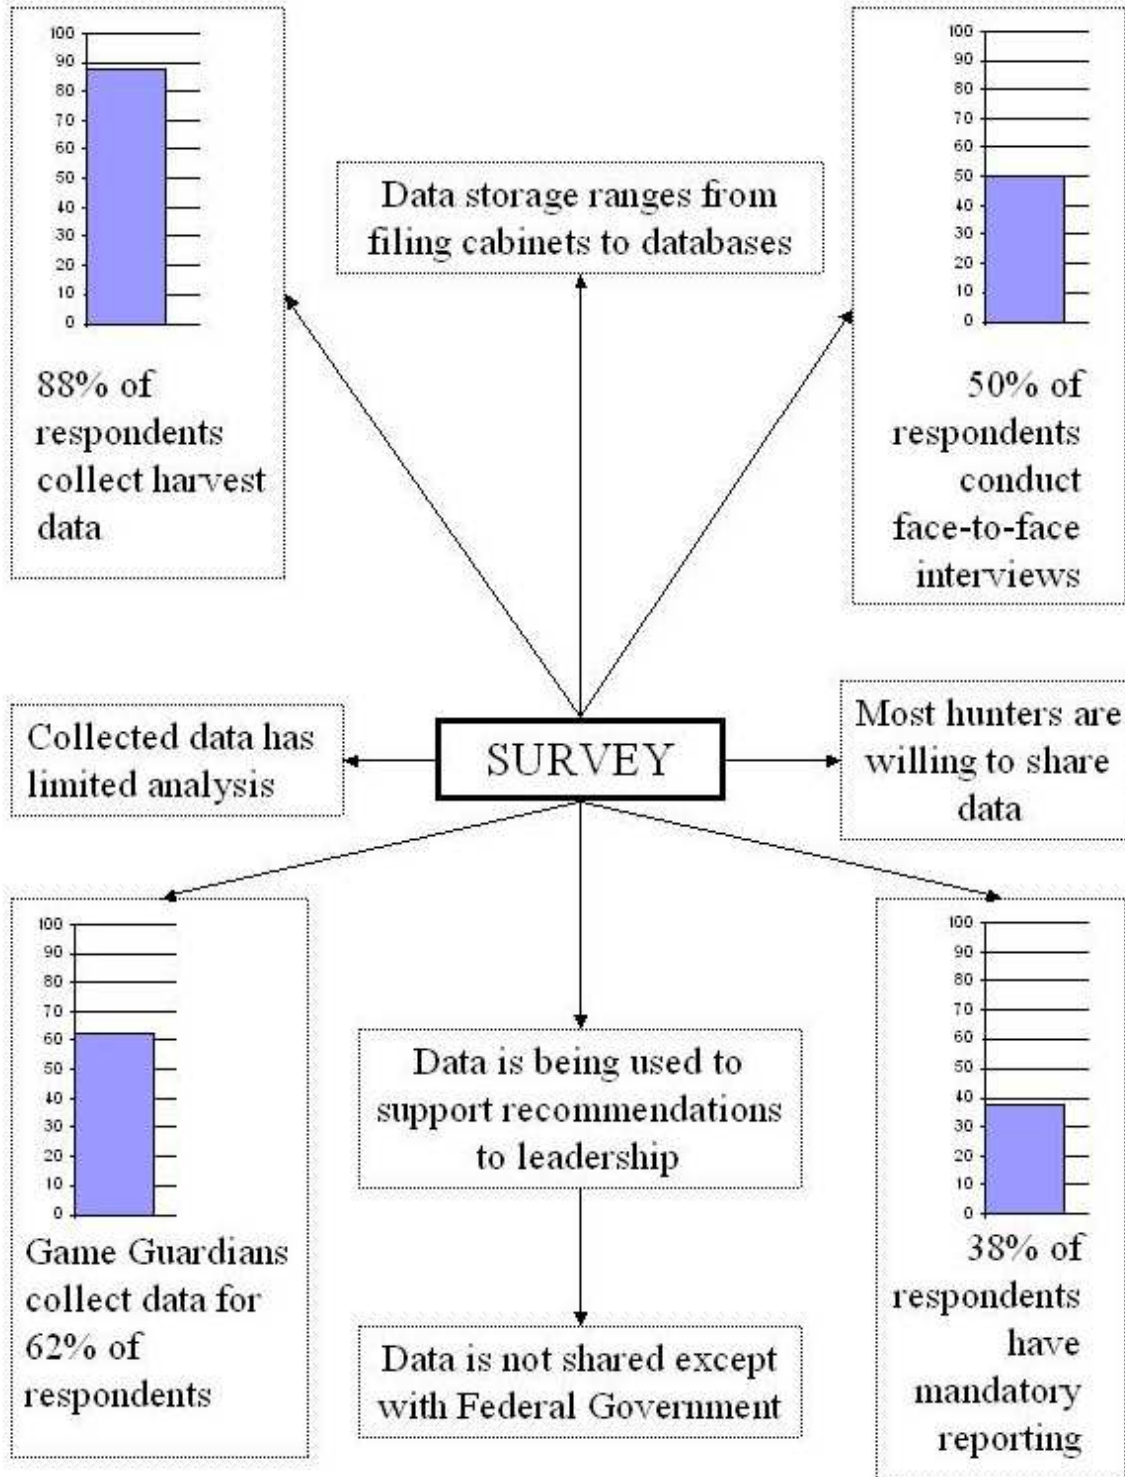 100
90
80
70
60
50
40
30
20
10
0
88% of
respondents
collect harvest
data
Data storage ranges from
filing cabinets to databases
100
90
80
70
60
50
40
30
20
10
0
50% of
respondents
conduct
face-to-face
interviews
Collected data has
limited analysis
SURVEY
Most hunters are
willing to share
data
100
90
80
70
60
50
40
30
20
10
0
Game Guardians
collect data for
62% of
respondents
Data is being used to
support recommendations
to leadership
Data is not shared except
with Federal Government
100
90
80
70
60
50
40
30
20
10
0
38% of
respondents
have
mandatory
reporting